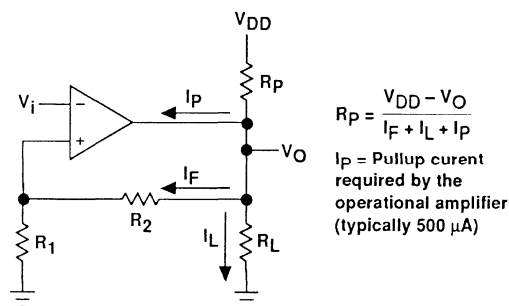 VDD
RP
IP
Vi
−
+
VO
IF
R2
R1
IL
RL
RP = VDD − VO / IF + IL + IP
IP = Pullup curent
required by the
operational amplifier
(typically 500 μA)